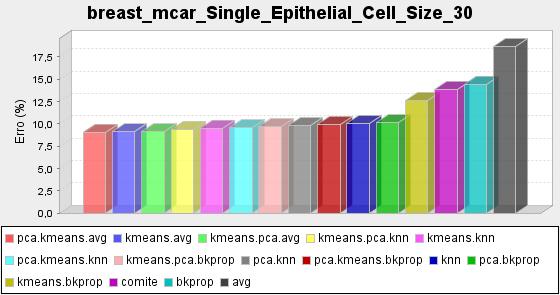 breast_mcar_Single_Epithelial_Cell_Size_30
Erro (%)
17,5
15,0
12,5
10,0
7,5
5,0
2,5
0,0
pca.kmeans.avg kmeans.avg kmeans.pca.avg kmeans.pca.knn kmeans.knn
pca.kmeans.knn kmeans.pca.bkprop pca.knn pca.kmeans.bkprop knn pca.bkprop
kmeans.bkprop comite bkprop avg